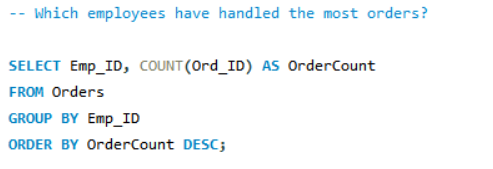 -- Which employees have handled the most orders?
SELECT Emp_ID, COUNT(Ord_ID) AS OrderCount
FROM Orders
GROUP BY Emp_ID
ORDER BY OrderCount DESC;